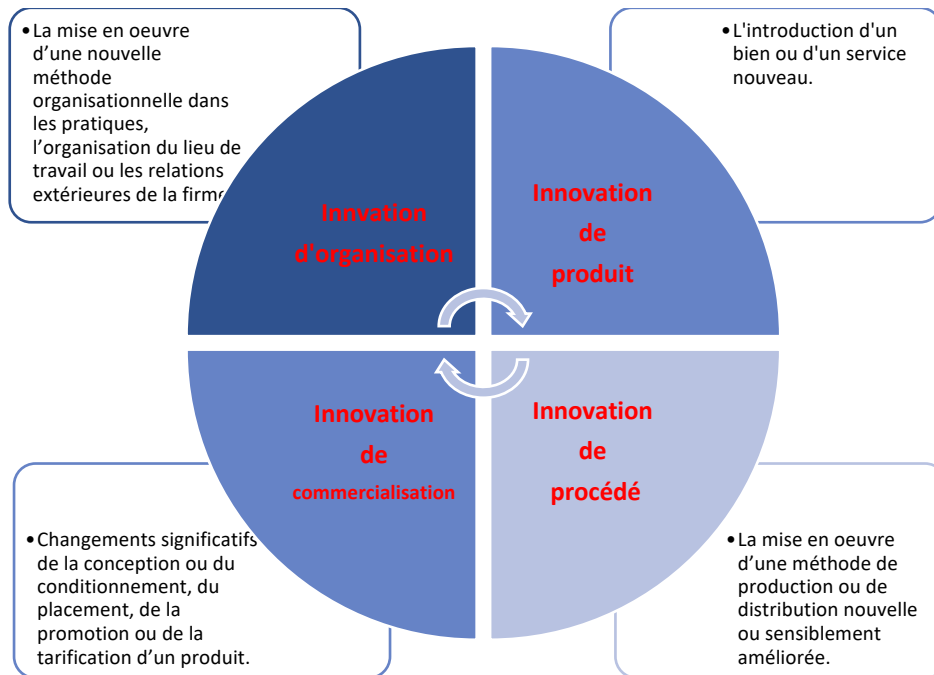 •La mise en oeuvre
d’une nouvelle
méthode
organisationnelle dans
les pratiques,
l’organisation du lieu de
travail ou les relations
extérieures de la firme
•L'introduction d'un
bien ou d'un service
nouveau.
Innvation
d'organisation
Innovation
de
produit
Innovation
de
commercialisation
Innovation
de
procédé
•Changements significatifs
de la conception ou du
conditionnement, du
placement, de la
promotion ou de la
tarification d’un produit.
•La mise en oeuvre
d’une méthode de
production ou de
distribution nouvelle
ou sensiblement
améliorée.